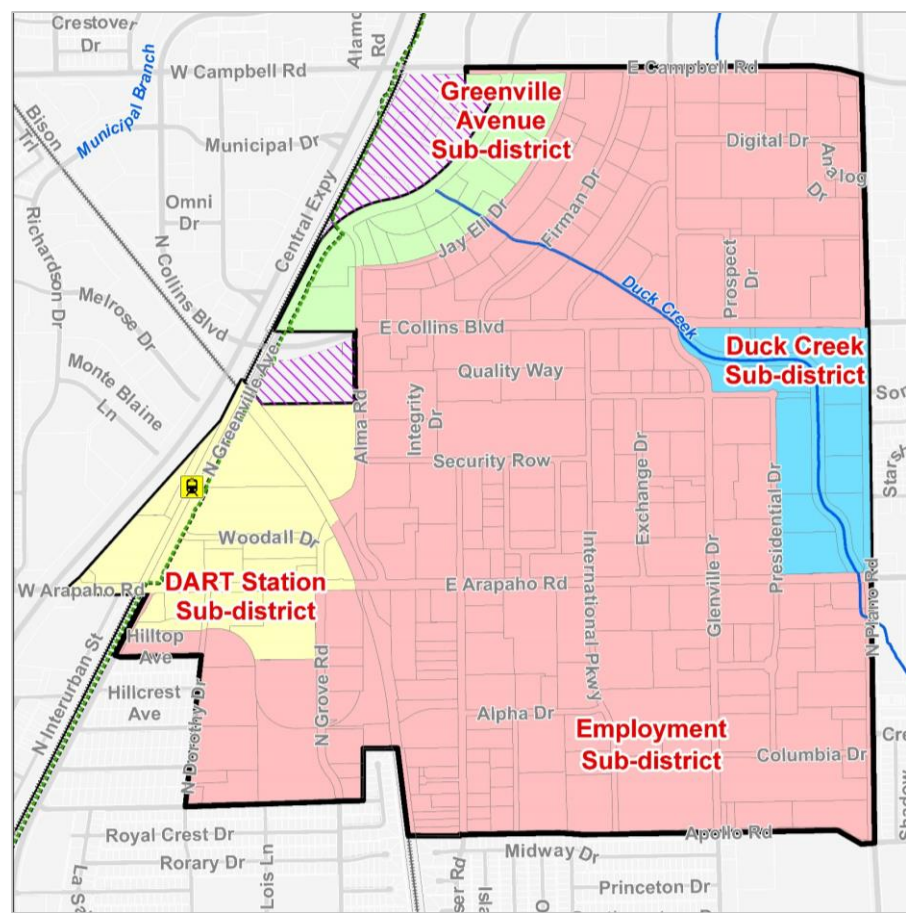 Crestover
Dr
Alamo
Rd
W Campbell Rd
E Campbell Rd
Municipal Branch
Bison
Trl
Municipal Dr
Greenville
Avenue
Sub-district
Digital Dr
Analog
Dr
Omni
Dr
Central Expy
N Collins Blvd
Richardson Dr
Jay Ell Dr
Firman Dr
Prospect
Dr
Duck Creek
Melrose Dr
E Collins Blvd
Duck Creek
Sub-district
Monte Blaine
Ln
N Greenville Ave
Quality Way
Alma Rd
Integrity
Dr
Security Row
Exchange Dr
Presidential Dr
Woodall Dr
International Pkwy
Glenville Dr
W Arapaho Rd
E Arapaho Rd
DART Station
Sub-district
N Plano Rd
N Interurban St
Hilltop
Ave
Hillcrest
Ave
N Dorothy Dr
N Grove Rd
Alpha Dr
Employment
Sub-district
Columbia Dr
Shadow
Royal Crest Dr
Rorary Dr
Lois Ln
Apollo Rd
Midway Dr
Princeton Dr